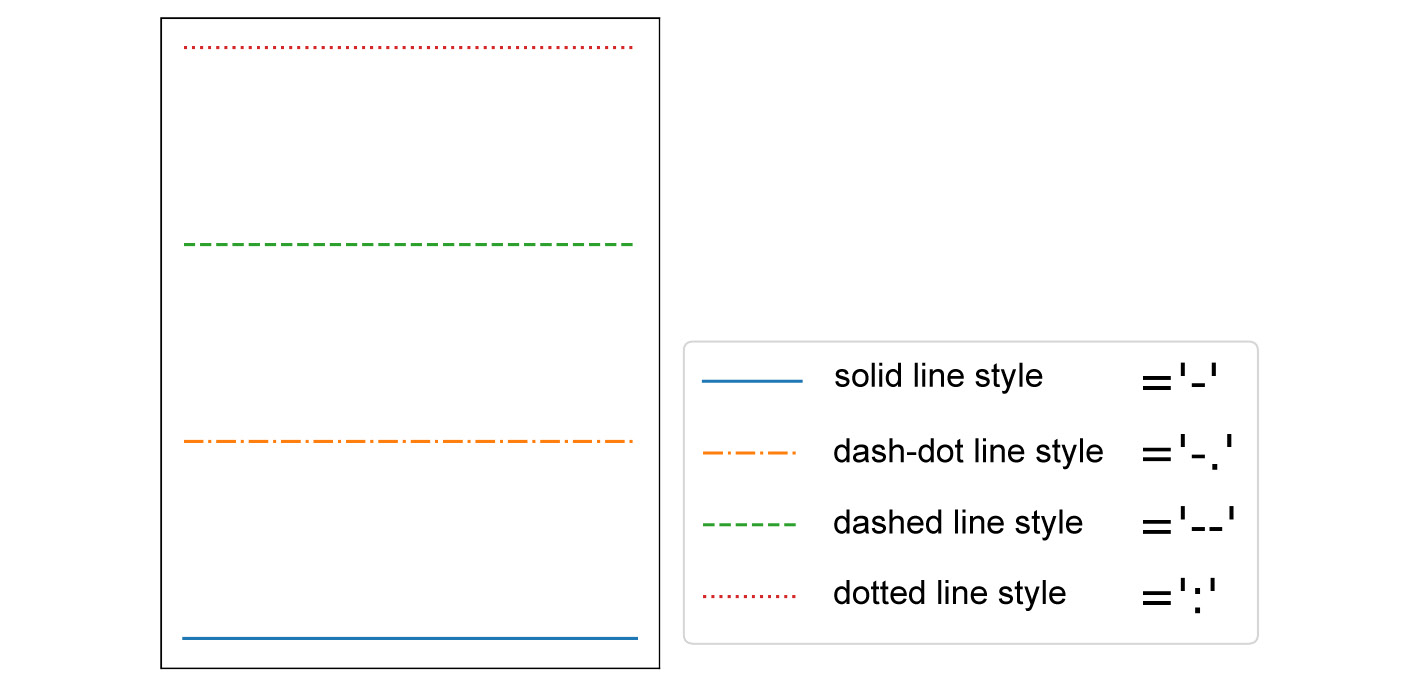 solid line style ='-'
dash-dot line style ='-.'
dashed line style ='--'
dotted line style =':'